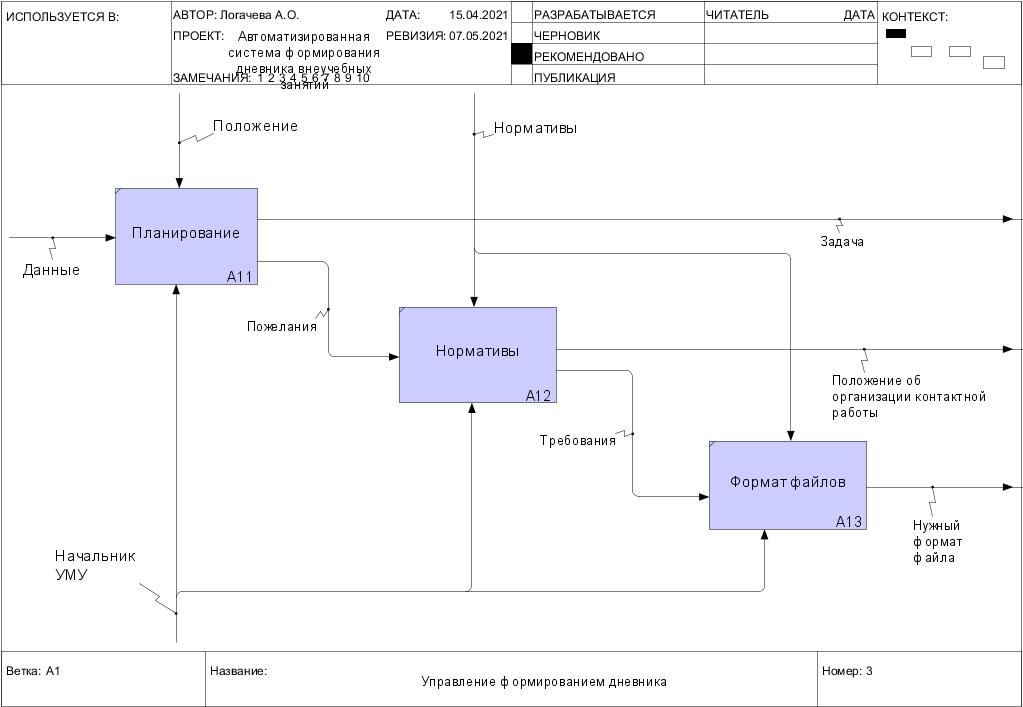 ИСПОЛЬЗУЕТСЯ В:
АВТОР: Логачева А.О.
ДАТА: 15.04.2021
ПРОЕКТ: Автоматизированная
система формирования
дневника внеучебных
занятий
РЕВИЗИЯ: 07.05.2021
ЗАМЕЧАНИЯ: 1 2 3 4 5 6 7 8 9 10
РАЗРАБАТЫВАЕТСЯ
ЧЕРНОВИК
РЕКОМЕНДОВАНО
ПУБЛИКАЦИЯ
ЧИТАТЕЛЬ
ДАТА
КОНТЕКСТ:
Положение
Нормативы
Планирование
A11
Данные
Задача
Пожелания
Нормативы
A12
Положение об
организации контактной
работы
Требования
Формат файлов
A13
Нужный
формат
файла
Начальник
УМУ
Ветка: A1
Название:
Управление формированием дневника
Номер: 3